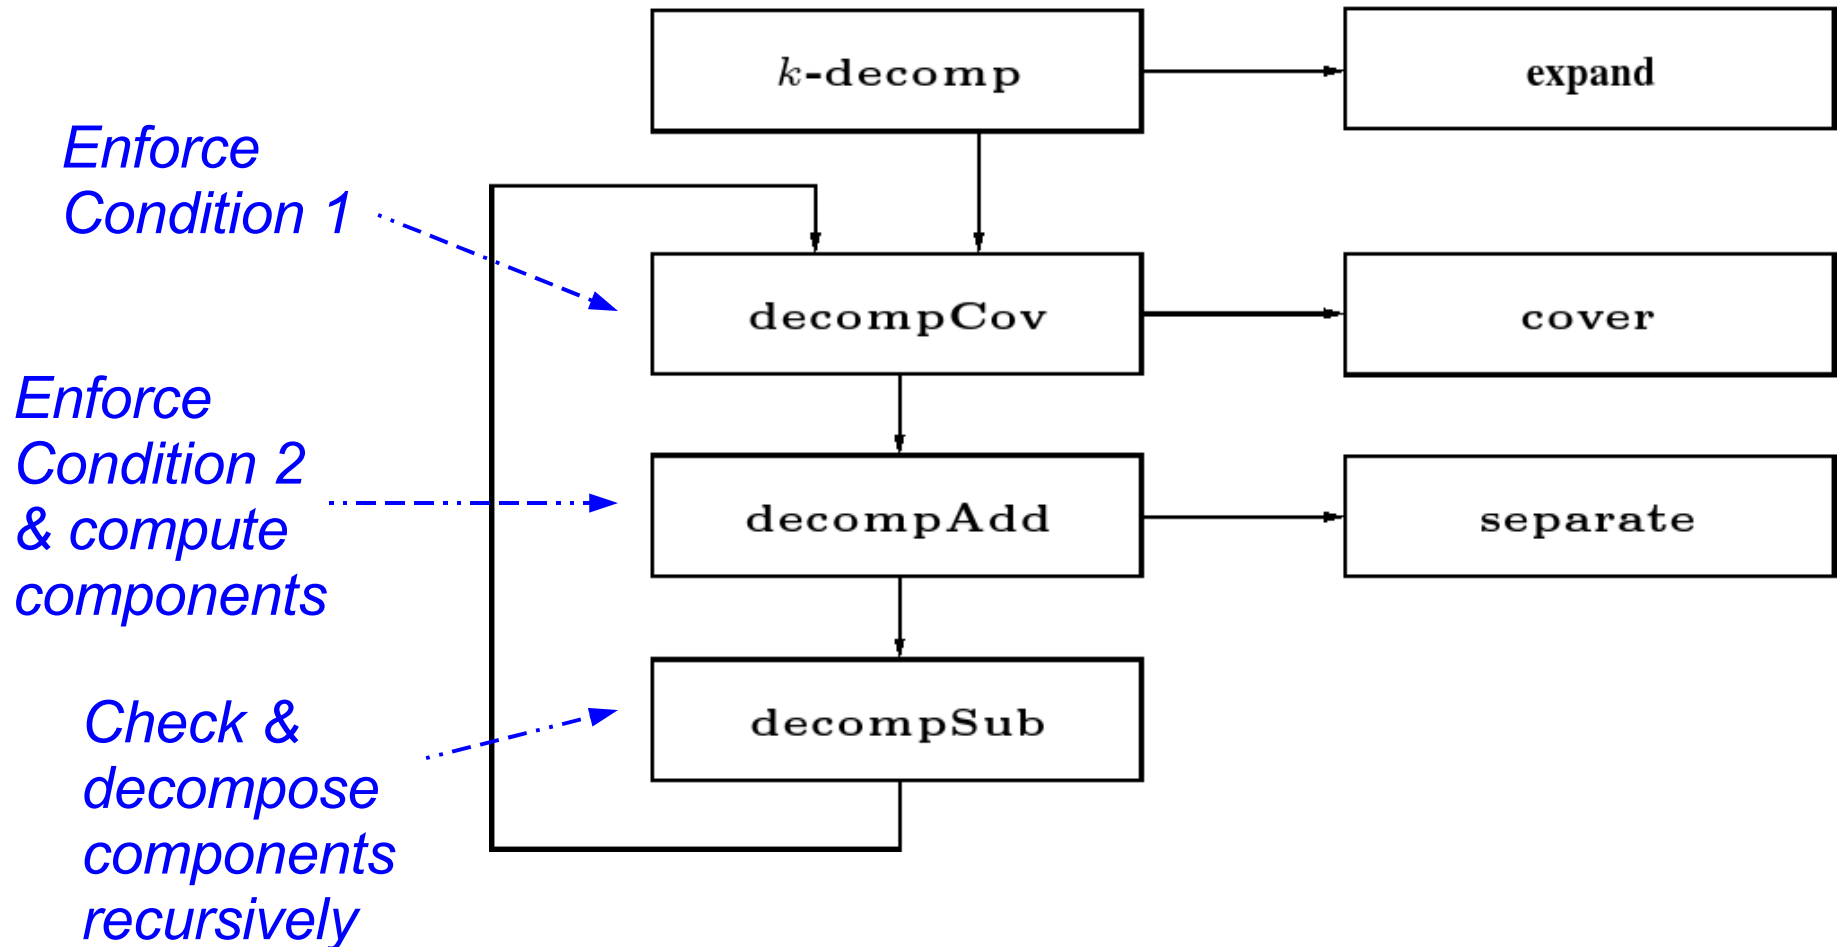 k-decomp
expand
Enforce
Condition 1
decompCov
cover
Enforce
Condition 2
& compute
components
decompAdd
separate
Check &
decompose
components
recursively
decompSub